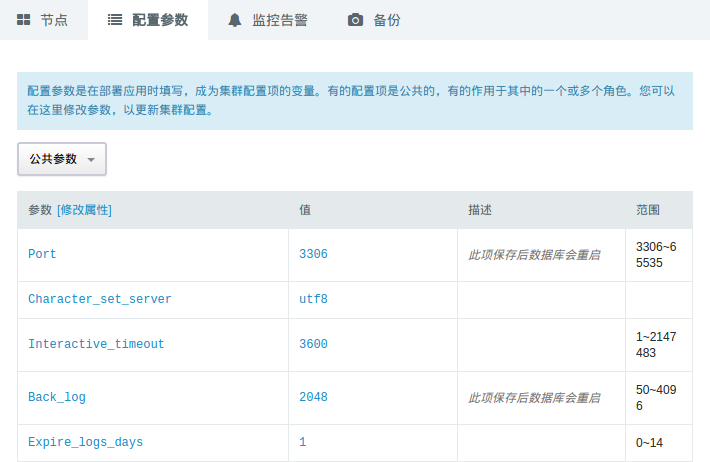 节点 配置参数 监控告警 备份
配置参数是在部署应用时填写，成为集群配置项的变量。有的配置项是公共的，有的作用于其中的一个或多个角色。您可以
在这里修改参数，以更新集群配置。
公共参数
参数 [修改属性] 值 描述 范围
Port 3306 此项保存后数据库会重启 3306~6
5535
Character_set_server utf8
Interactive_timeout 3600 1~2147
483
Back_log 2048 此项保存后数据库会重启 50~409
6
Expire_logs_days 1 0~14